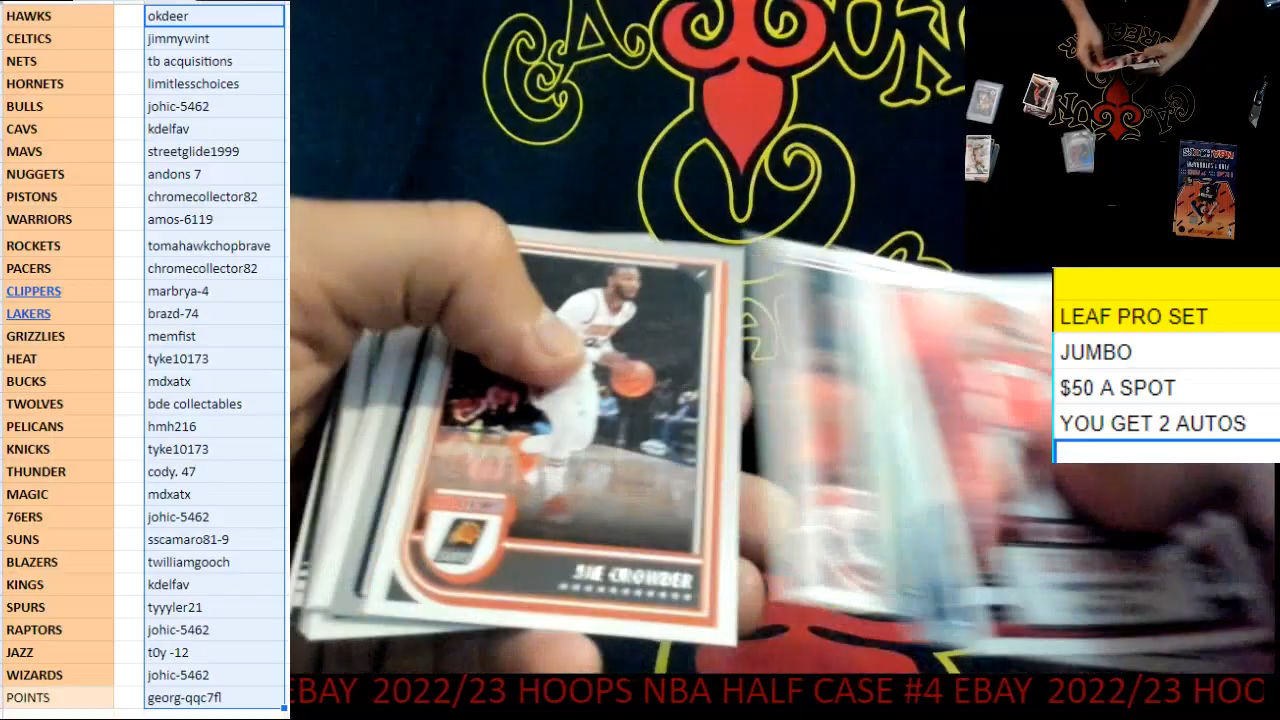 HAWKS okdeer
CELTICS jimmywint
NETS tb acquisitions
HORNETS limitlesschoices
BULLS johic-5462
CAVS kdelfav
MAVS streetglide1999
NUGGETS andons 7
PISTONS chromecollector82
WARRIORS amos-6119
ROCKETS tomahawkchopbrave
PACERS chromecollector82
CLIPPERS marbrya-4
LAKERS brazd-74
GRIZZLIES memfist
HEAT tyke10173
BUCKS mdxatx
TWOLVES bde collectables
PELICANS hmh216
KNICKS tyke10173
THUNDER cody. 47
MAGIC mdxatx
76ERS johic-5462
SUNS sscamaro81-9
BLAZERS twilliamgooch
KINGS kdelfav
SPURS tyyyler21
RAPTORS johic-5462
JAZZ t0y -12
WIZARDS johic-5462
POINTS georg-qqc7fl
CROWDER
NBA HOOPS
LEAF PRO SET
JUMBO
$50 A SPOT
YOU GET 2 AUTOS
EBAY 2022/23 HOOPS NBA HALF CASE #4 EBAY 2022/23 HOO